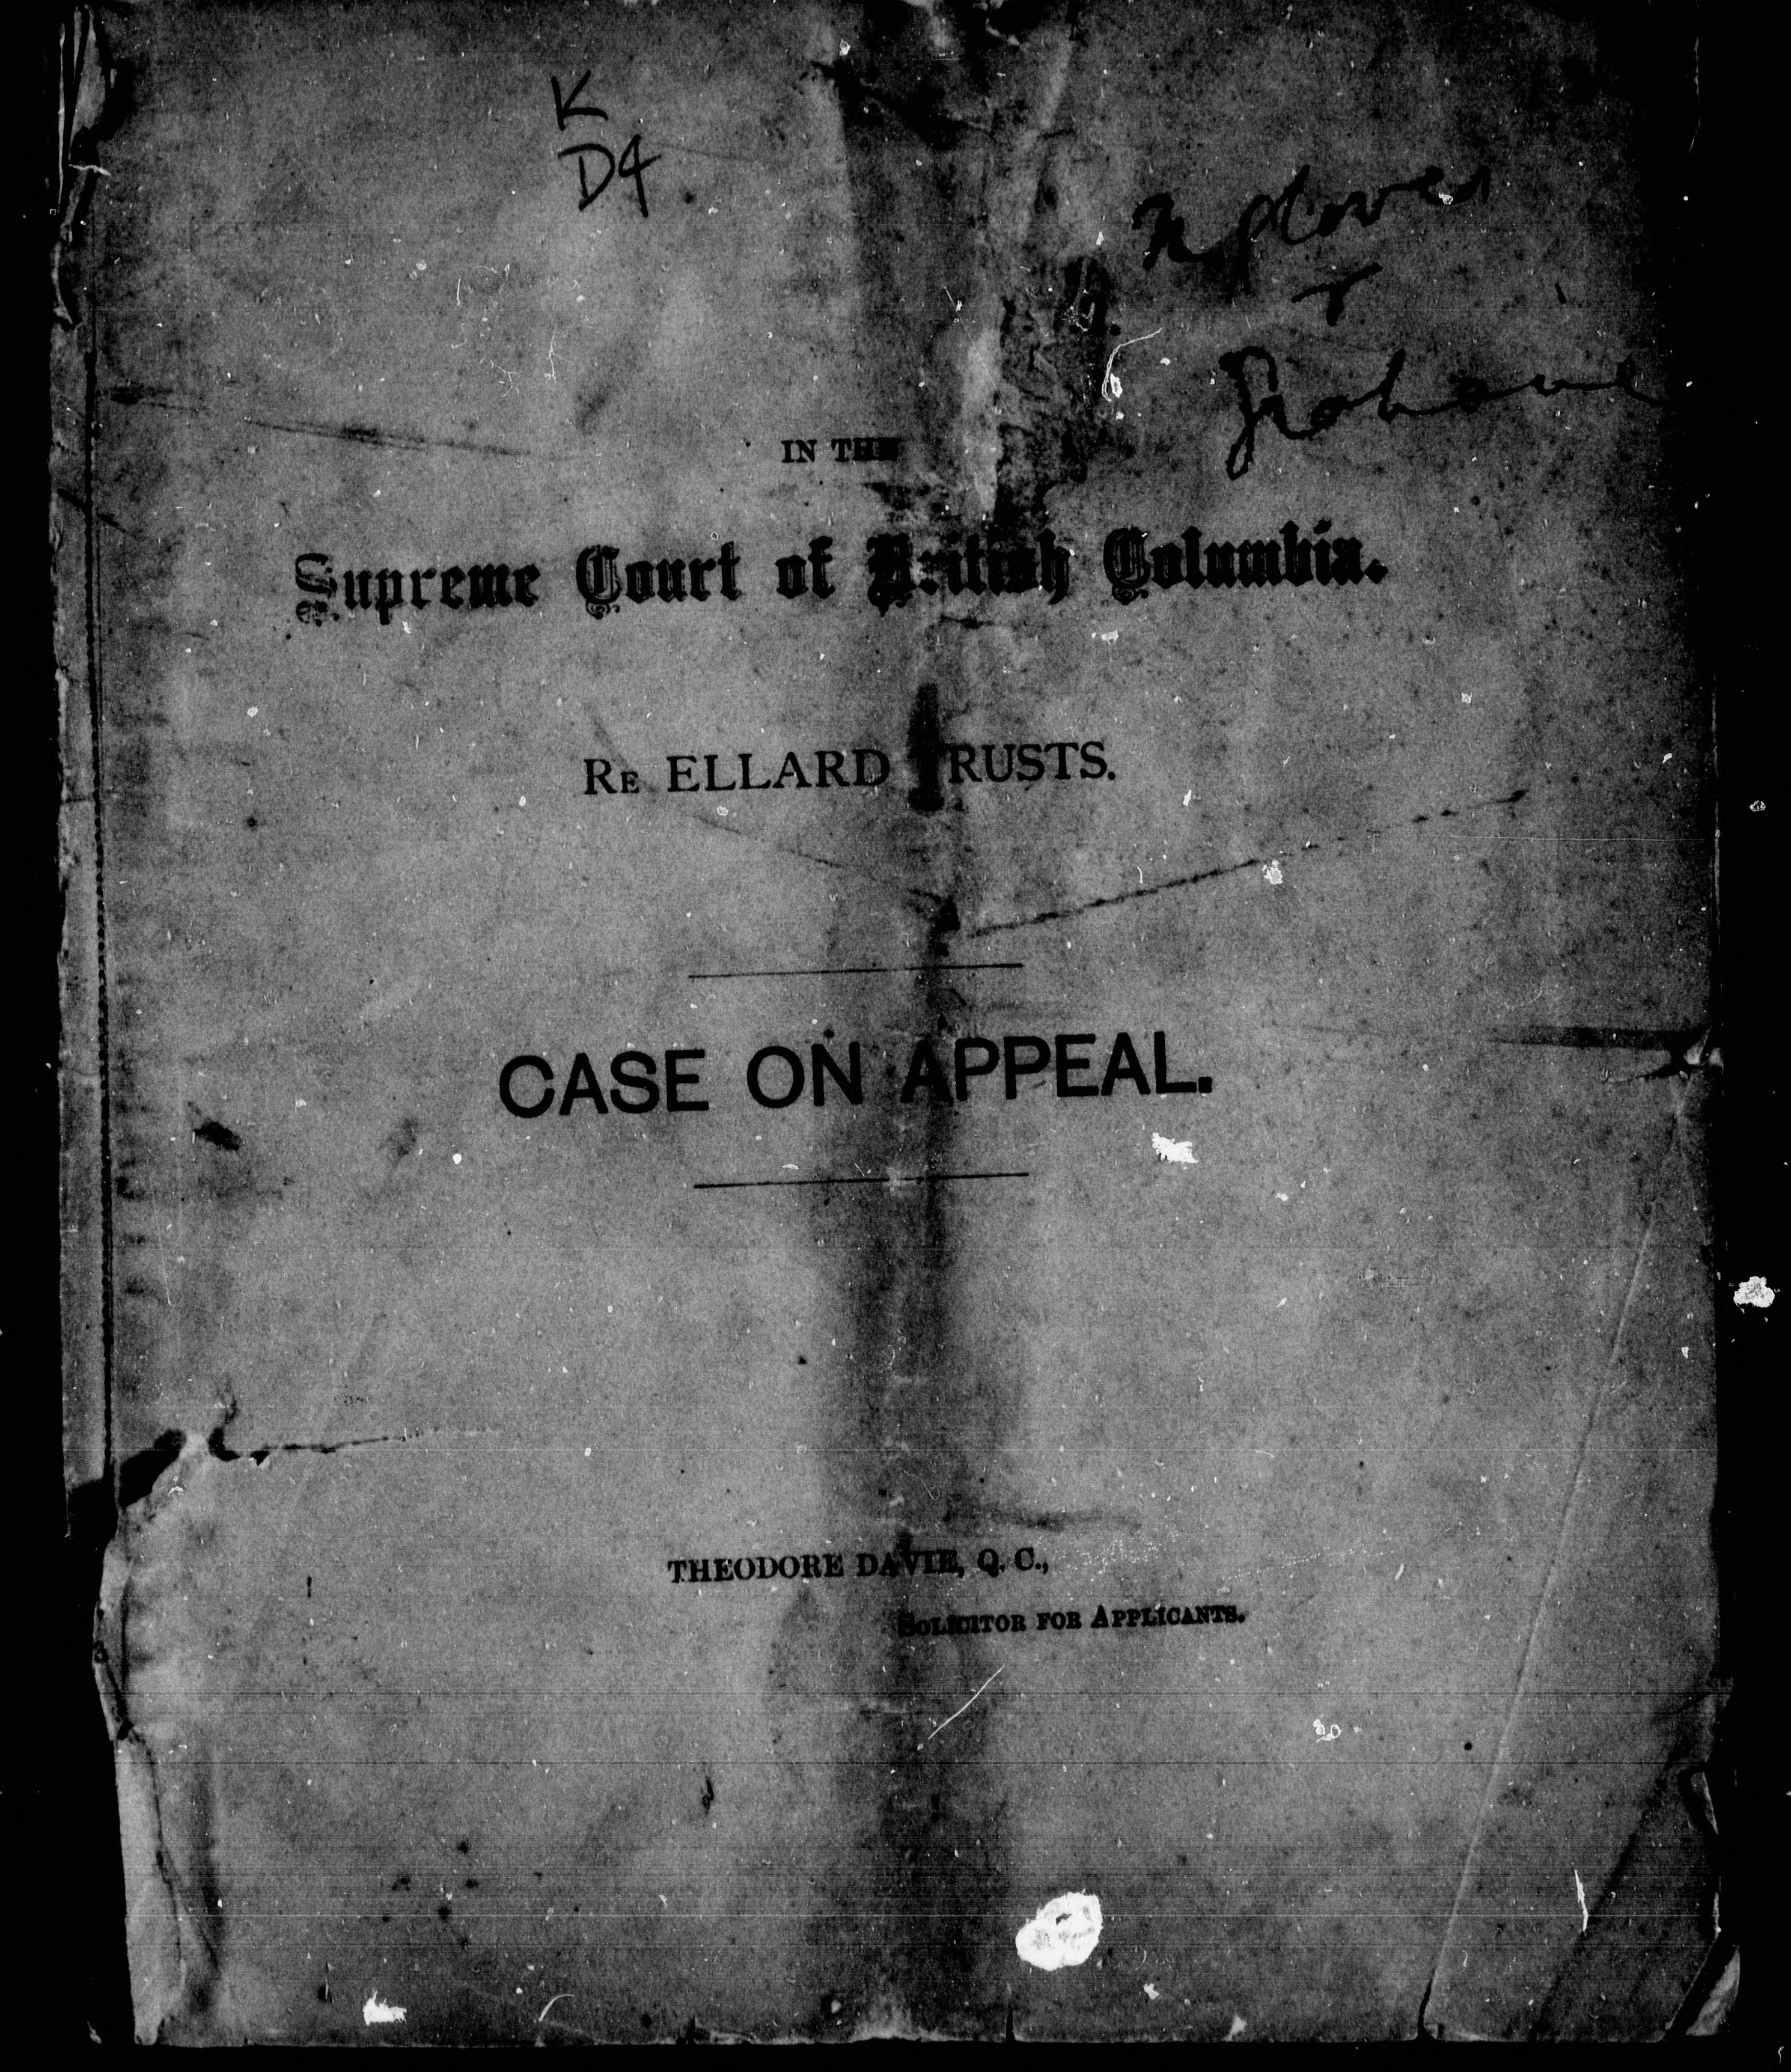 K
D4
IN THE
Supreme Court of British Columbia.
RE ELLARD TRUSTS.
CASE ON APPEAL.
THEODORE DAVIE, Q. C.,
SOLICITOR FOR APPLICANTS.